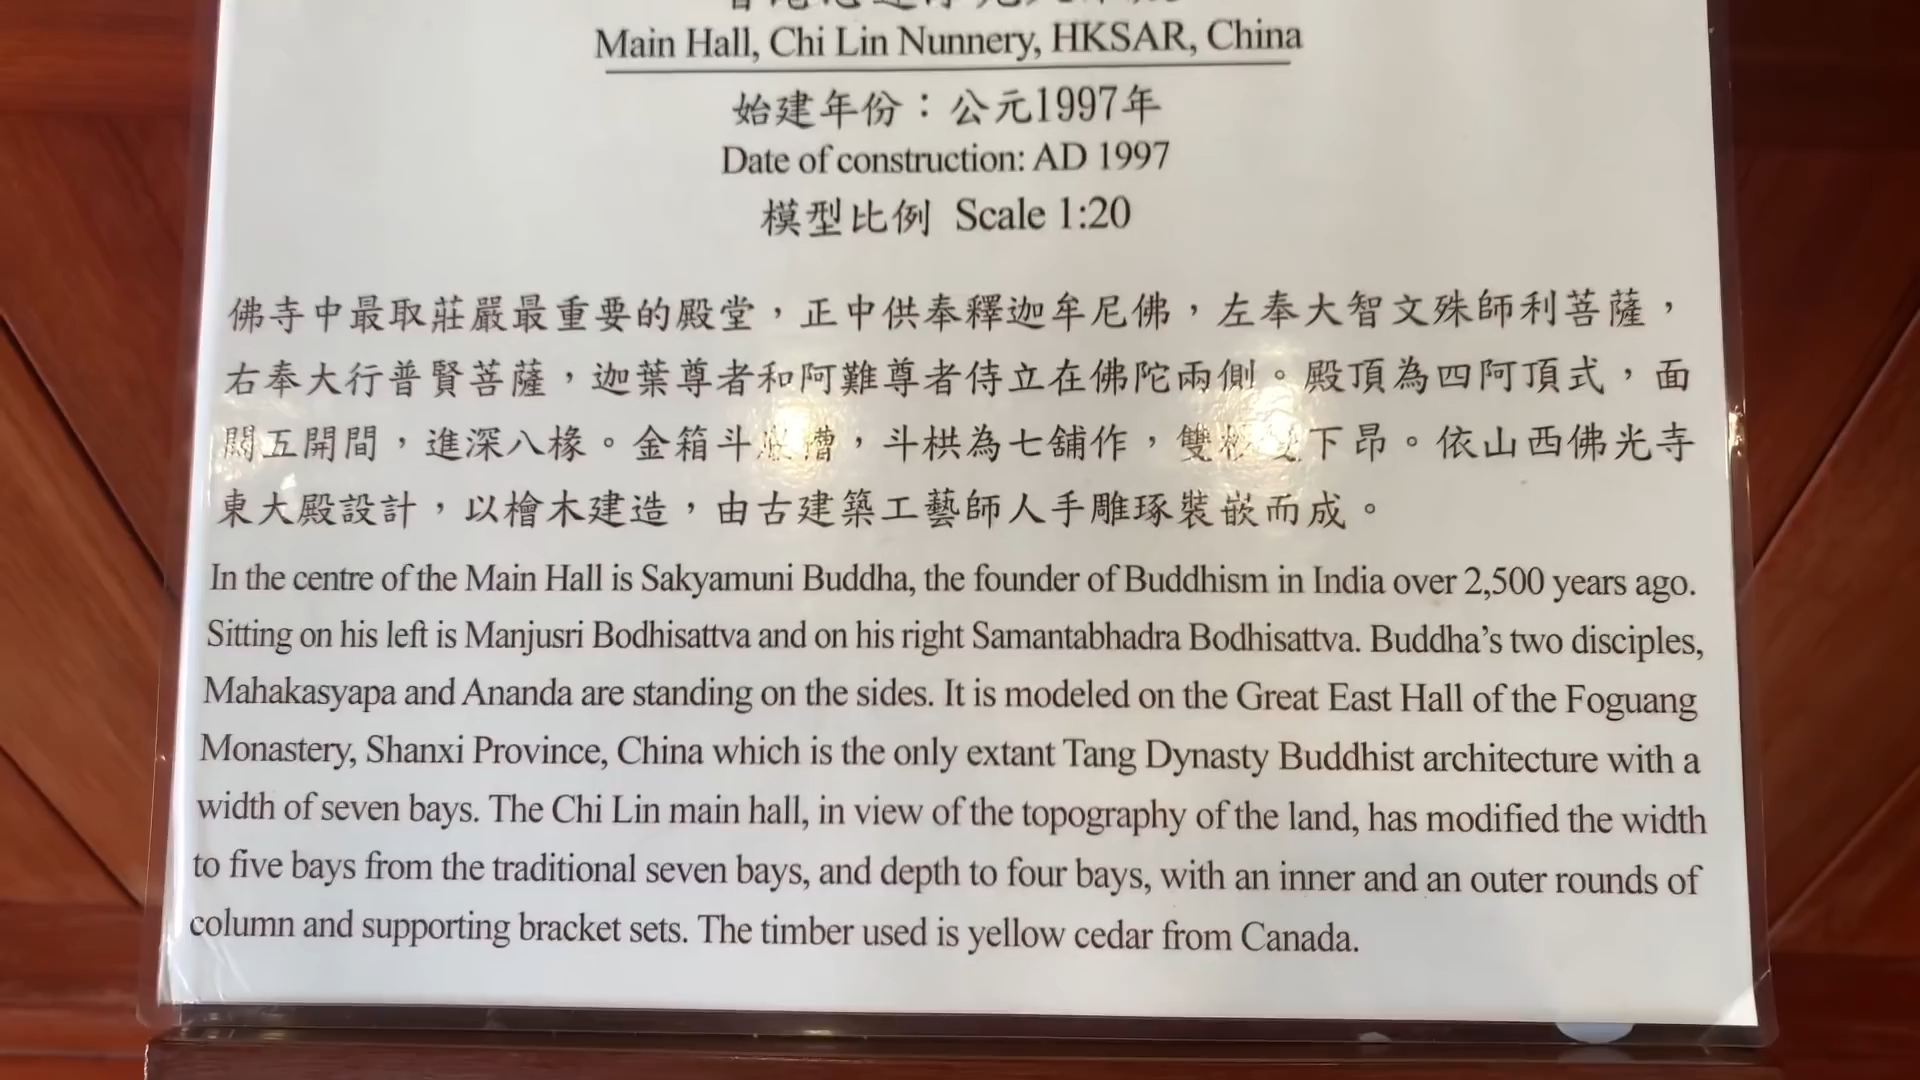 Main Hall, Chi Lin Nunnery, HKSAR, China
始建年份：公元1997年
Date of construction: AD 1997
模型比例 Scale 1:20
佛寺中最取莊嚴最重要的殿堂，正中供奉釋迦牟尼佛，左奉大智文殊師利菩薩，
右奉大行普賢菩薩，迦葉尊者和阿難尊者侍立在佛陀兩側。殿頂為四阿頂式，面
闊五開間，進深八椽。金箱斗槽，斗栱為七舖作，雙下昂。依山西佛光寺
東大殿設計，以檜木建造，由古建築工藝師人手雕琢裝嵌而成。
In the centre of the Main Hall is Sakyamuni Buddha, the founder of Buddhism in India over 2,500 years ago.
Sitting on his left is Manjusri Bodhisattva and on his right Samantabhadra Bodhisattva. Buddha's two disciples,
Mahakasyapa and Ananda are standing on the sides. It is modeled on the Great East Hall of the Foguang
Monastery, Shanxi Province, China which is the only extant Tang Dynasty Buddhist architecture with a
width of seven bays. The Chi Lin main hall, in view of the topography of the land, has modified the width
to five bays from the traditional seven bays, and depth to four bays, with an inner and an outer rounds of
column and supporting bracket sets. The timber used is yellow cedar from Canada.